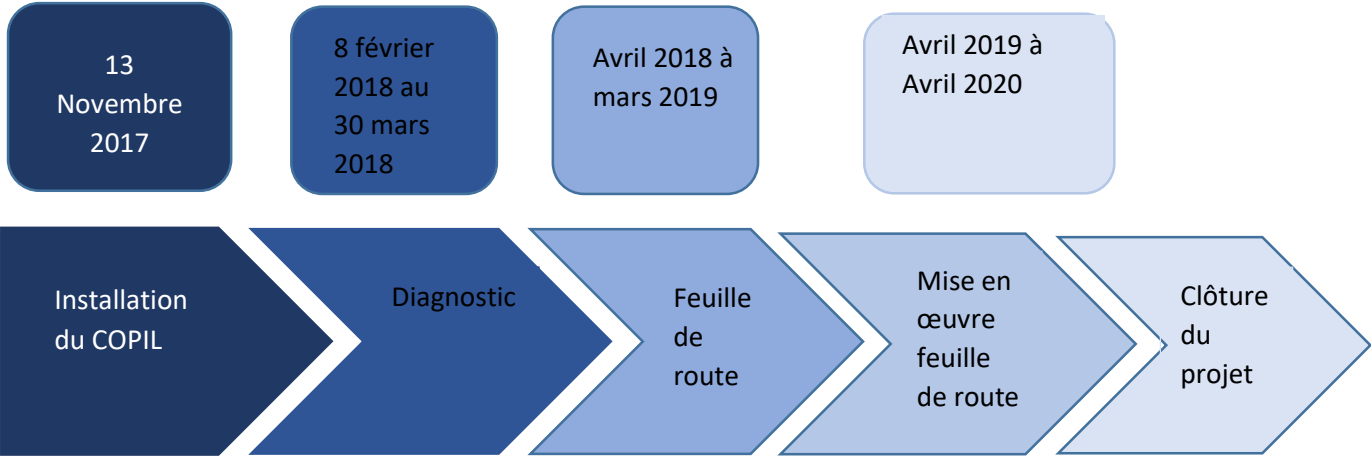 13
Novembre
2017
8 février
2018 au
30 mars
2018
Avril 2018 à
mars 2019
Avril 2019 à
Avril 2020
Installation
du COPIL
Diagnostic
Feuille
de
route
Mise en
œuvre
feuille
de route
Clôture
du
projet